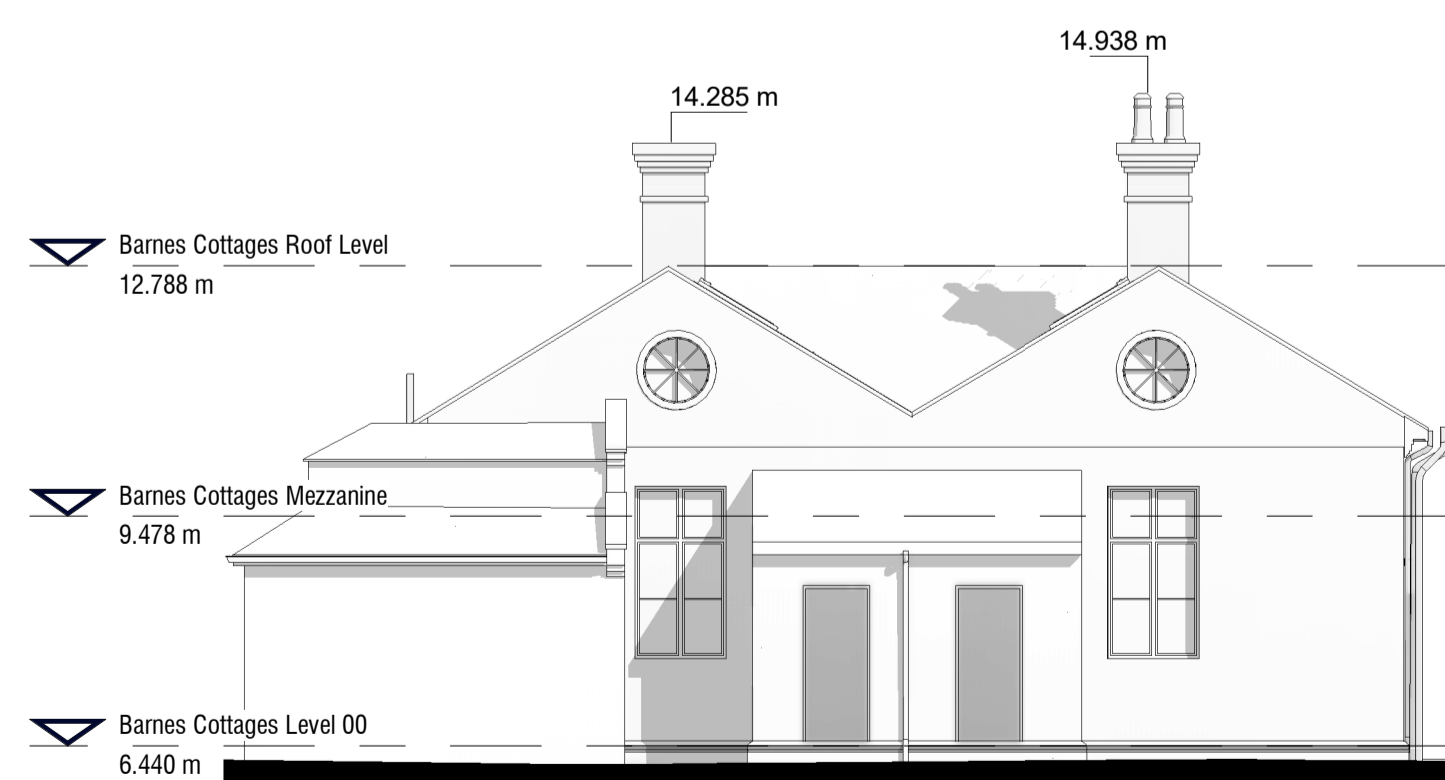 14.938 m
14.285 m
Barnes Cottages Roof Level
12.788 m
Barnes Cottages Mezzanine
9.478 m
Barnes Cottages Level 00
6.440 m